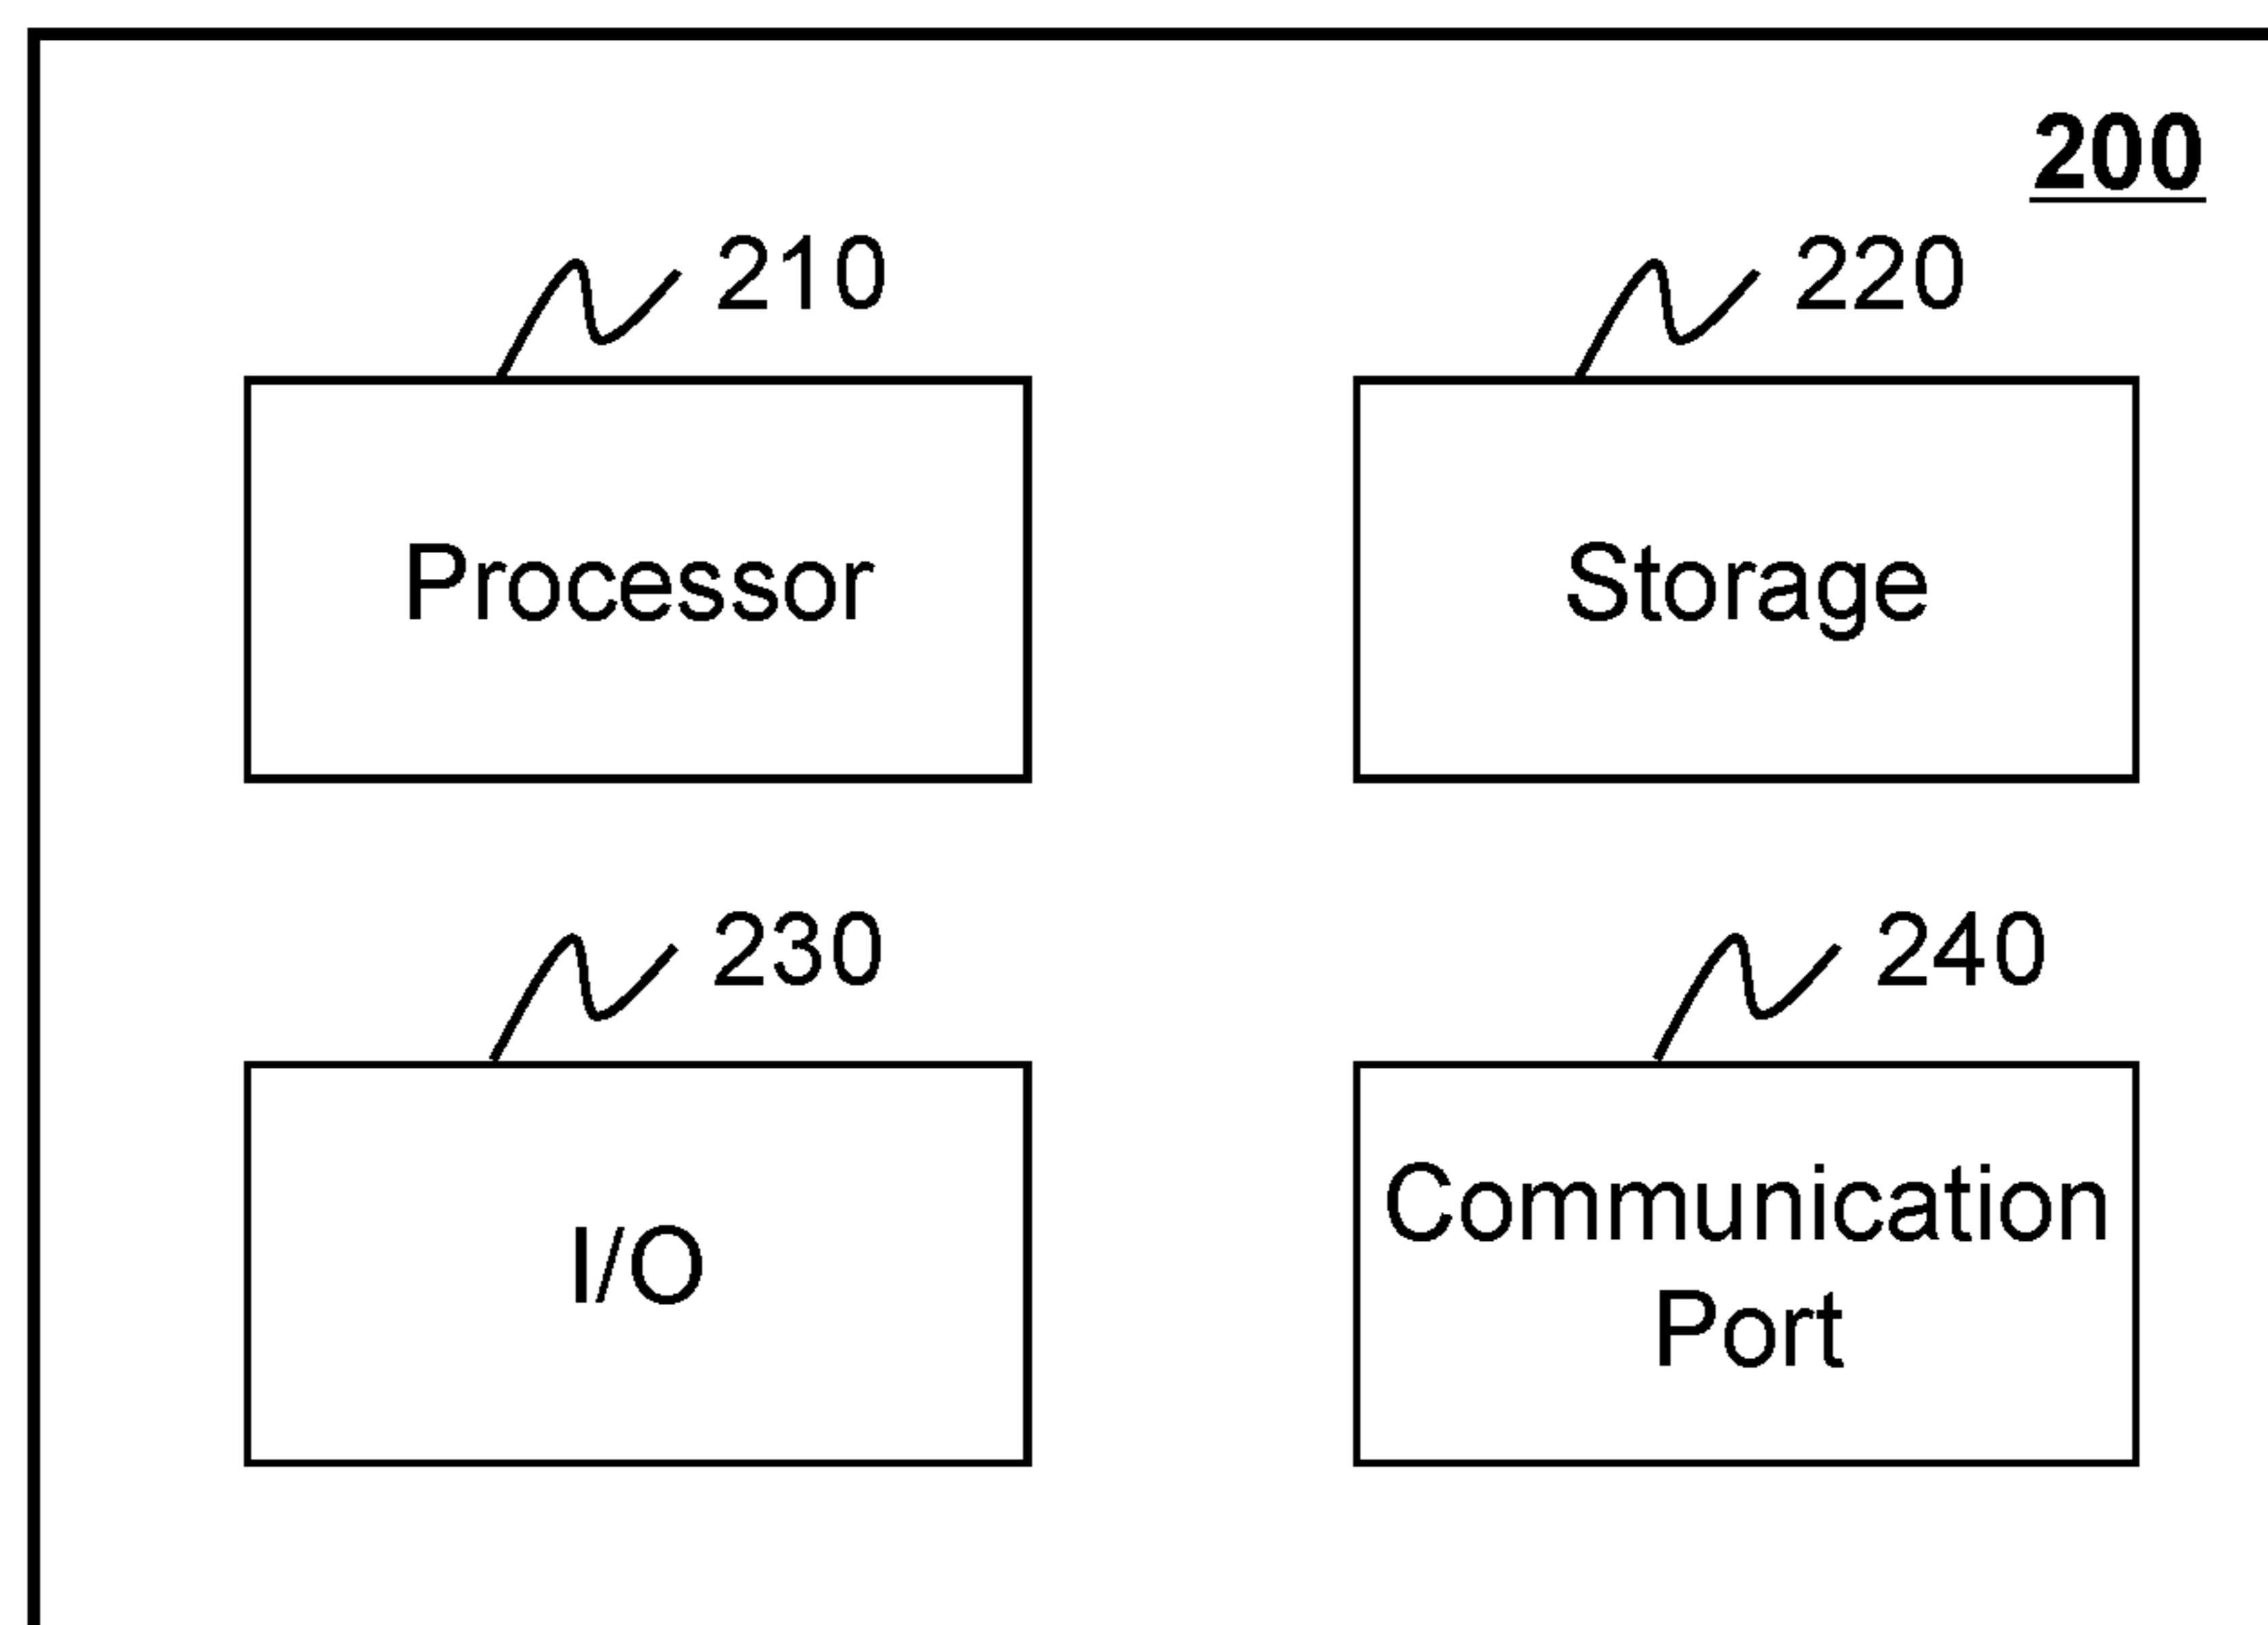 200
210
220
Processor
Storage
230
240
I/O
Communication
Port